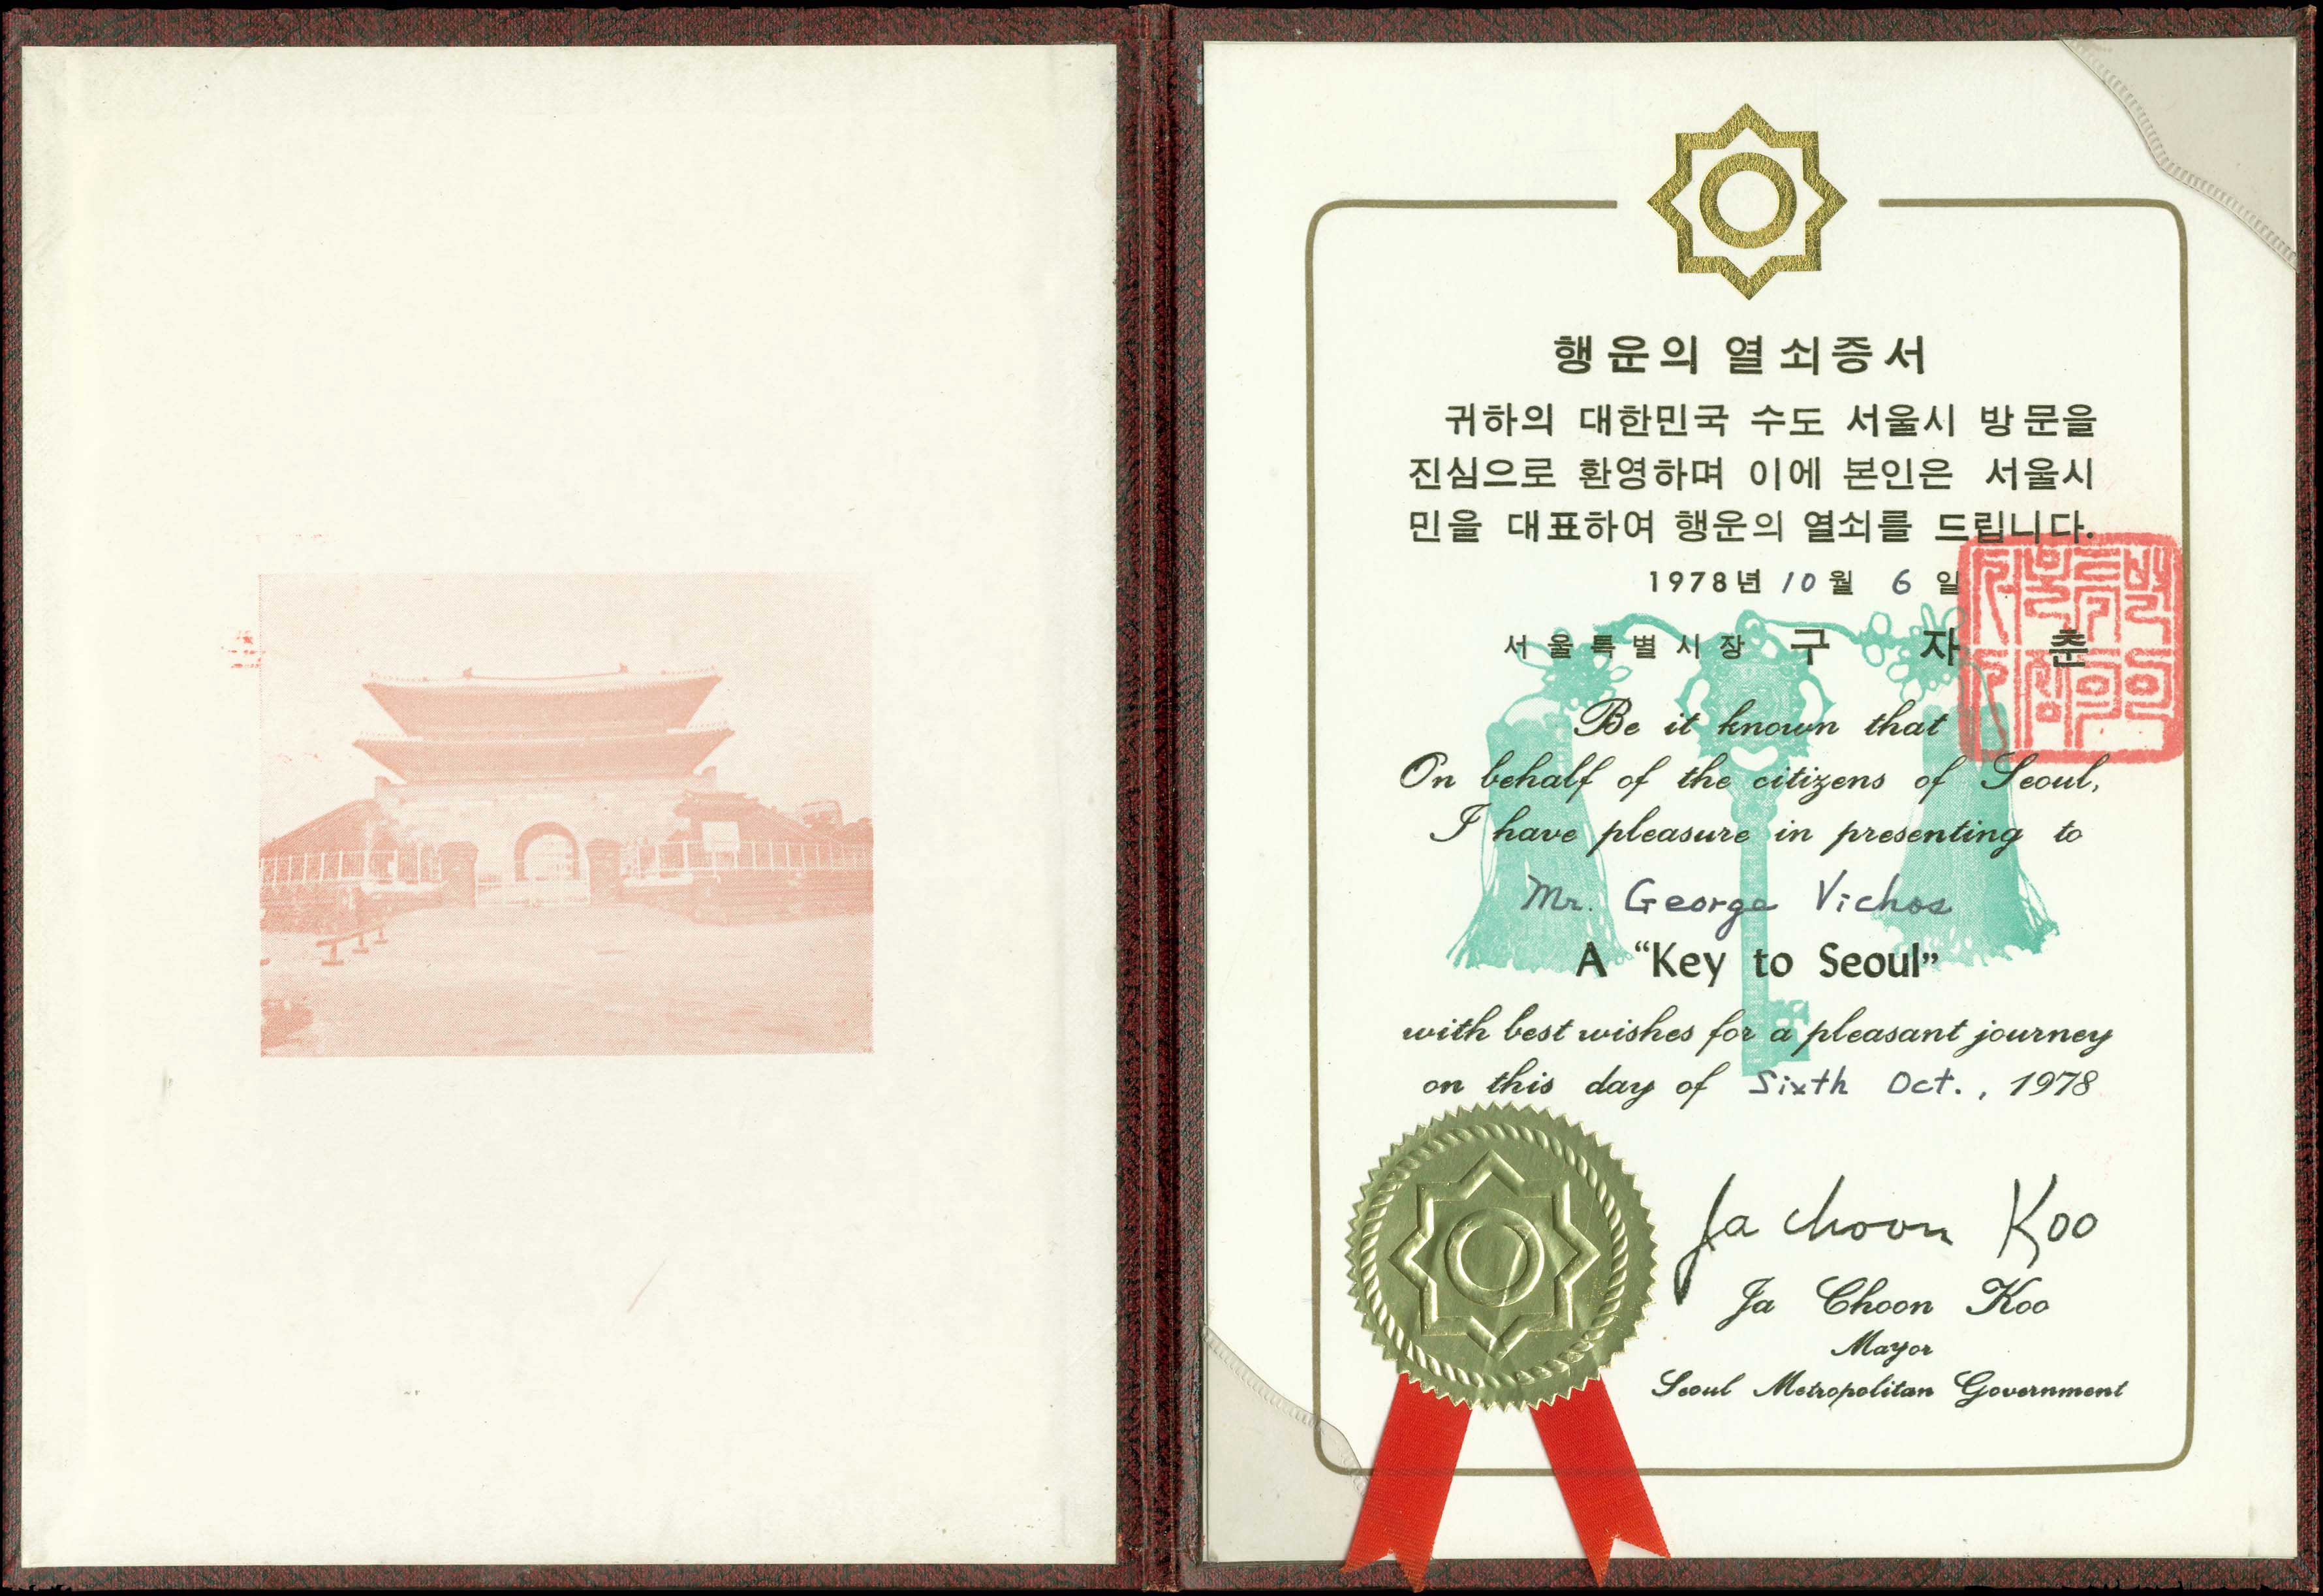 행운의 열쇠증서
귀하의 대한민국 수도 서울시 방문을
진심으로 환영하며 이에 본인은 서울시
민을 대표하여 행운의 열쇠를 드립니다.
1978년 10월 6일
서울특별시장 구 자 춘
Be it known that
On behalf of the citizens of Seoul,
I have pleasure in presenting to
Mr. George Vichos
A “Key to Seoul”
with best wishes for a pleasant journey
on this day of Sixth Oct., 1978
Ja Choon Koo
Ja Choon Koo
Mayor
Seoul Metropolitan Government